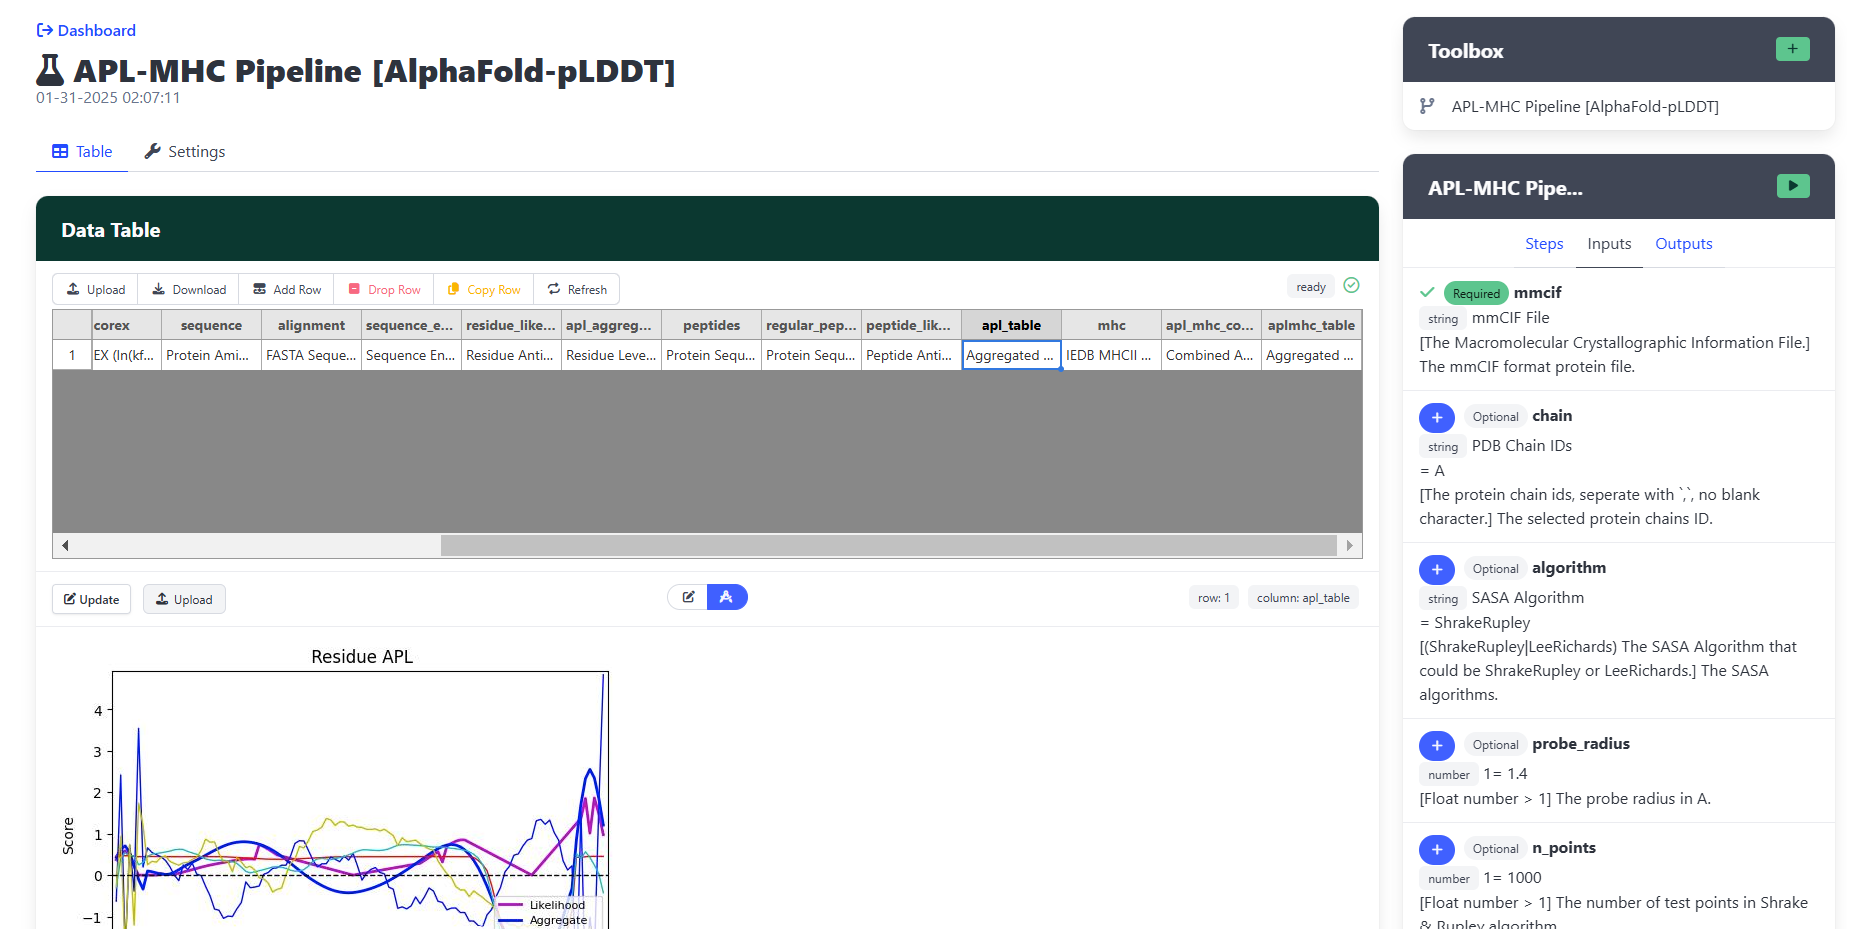 Dashboard
APL-MHC Pipeline [AlphaFold-pLDDT]
01-31-2025 02:07:11
Table
Settings
Data Table
Upload
Download
Add Row
Drop Row
Copy Row
Refresh
ready
corex sequence alignment sequence_e... residue_like... apl_aggreg... peptides regular_pep... peptide_lik... apl_table mhc apl_mhc_co... aplmhc_table
1 EX (ln(kf... Protein Ami... FASTA Seque... Sequence En... Residue Anti... Residue Leve... Protein Sequ... Protein Sequ... Peptide Anti... Aggregated ... IEDB MHCII ... Combined A... Aggregated ...
Update
Upload
row: 1
column: apl_table
Residue APL
4
3
2
1
0
−1
Score
Likelihood
Aggregate
Toolbox
+
APL-MHC Pipeline [AlphaFold-pLDDT]
APL-MHC Pipe...
Steps
Inputs
Outputs
Required mmcif
string mmCIF File
[The Macromolecular Crystallographic Information File.]
The mmCIF format protein file.
+ Optional chain
string PDB Chain IDs
= A
[The protein chain ids, seperate with `,`, no blank
character.] The selected protein chains ID.
+ Optional algorithm
string SASA Algorithm
= ShrakeRupley
[(ShrakeRupley|LeeRichards) The SASA Algorithm that
could be ShrakeRupley or LeeRichards.] The SASA
algorithms.
+ Optional probe_radius
number 1= 1.4
[Float number > 1] The probe radius in A.
+ Optional n_points
number 1= 1000
[Float number > 1] The number of test points in Shrake
& Rupley algorithm